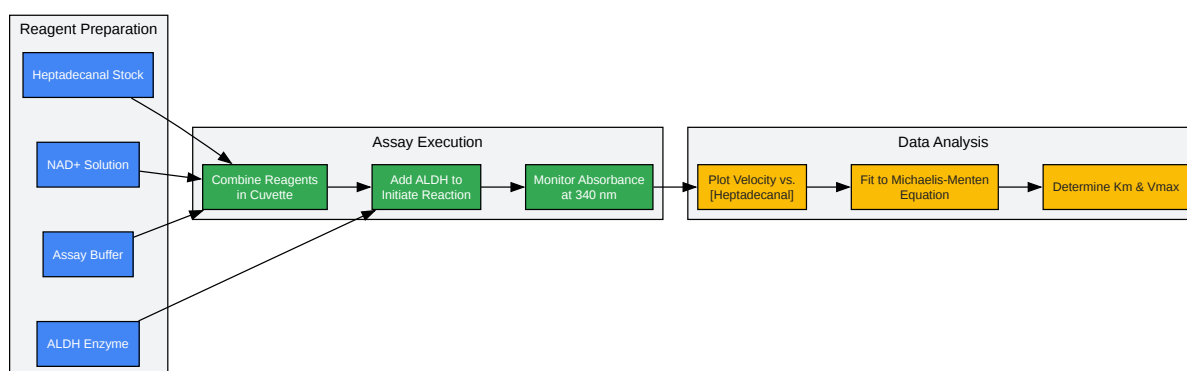 Reagent Preparation
Heptadecanal Stock
NAD+ Solution
Assay Buffer
ALDH Enzyme
Assay Execution
Combine Reagents
in Cuvette
Add ALDH to
Initiate Reaction
Monitor Absorbance
at 340 nm
Data Analysis
Plot Velocity vs.
[Heptadecanal]
Fit to Michaelis-Menten
Equation
Determine Km & Vmax